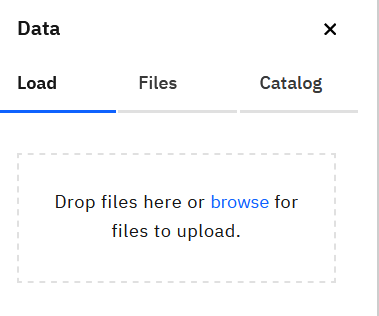 Data
Load Files Catalog
Drop files here or browse for
files to upload.